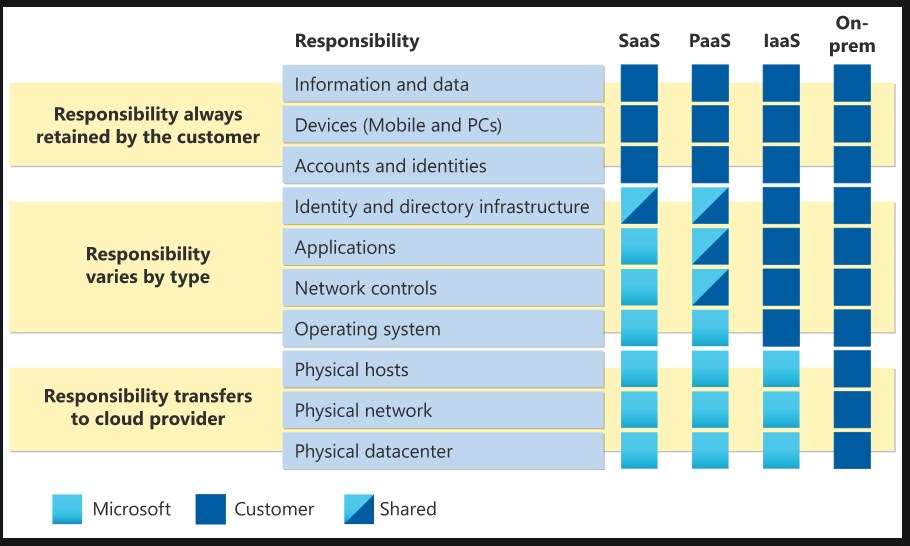 Responsibility
SaaS
PaaS
IaaS
On-
prem
Responsibility always
retained by the customer
Information and data
Devices (Mobile and PCs)
Accounts and identities
Responsibility
varies by type
Identity and directory infrastructure
Applications
Network controls
Operating system
Responsibility transfers
to cloud provider
Physical hosts
Physical network
Physical datacenter
Microsoft
Customer
Shared